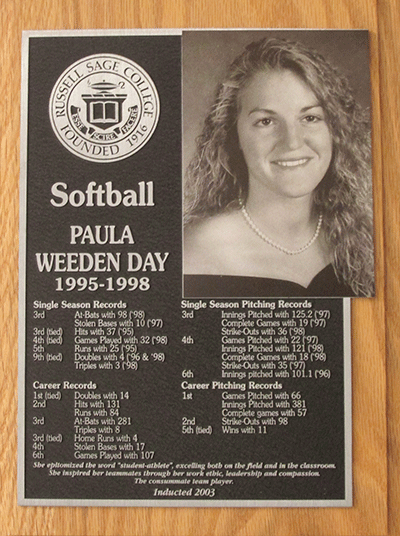 RUSSELL SAGE COLLEGE
FOUNDED 1916
ESSE SCIRE FACERE
Softball
PAULA
WEEDEN DAY
1995-1998
Single Season Records
3rd At-Bats with 98 ('98)
Stolen Bases with 10 ('97)
3rd (tied) Hits with 37 ('95)
4th (tied) Games Played with 32 ('98)
5th Runs with 25 ('95)
9th (tied) Doubles with 4 ('96 & '98)
Triples with 3 ('98)
Career Records
1st (tied) Doubles with 14
2nd Hits with 131
Runs with 84
3rd At-Bats with 281
Triples with 8
3rd (tied) Home Runs with 4
4th Stolen Bases with 17
6th Games Played with 107
Single Season Pitching Records
3rd Innings Pitched with 125.2 ('97)
Complete Games with 19 ('97)
Strike-Outs with 36 ('98)
4th Games Pitched with 22 ('97)
Innings Pitched with 121 ('98)
Complete Games with 18 ('98)
Strike-Outs with 35 ('97)
6th Innings pitched with 101.1 ('96)
Career Pitching Records
1st Games Pitched with 66
Innings Pitched with 381
Complete games with 57
2nd Strike-Outs with 98
5th (tied) Wins with 11
She epitomized the word "student-athlete", excelling both on the field and in the classroom.
She inspired her teammates through her work ethic, leadership and compassion.
The consummate team player.
Inducted 2003